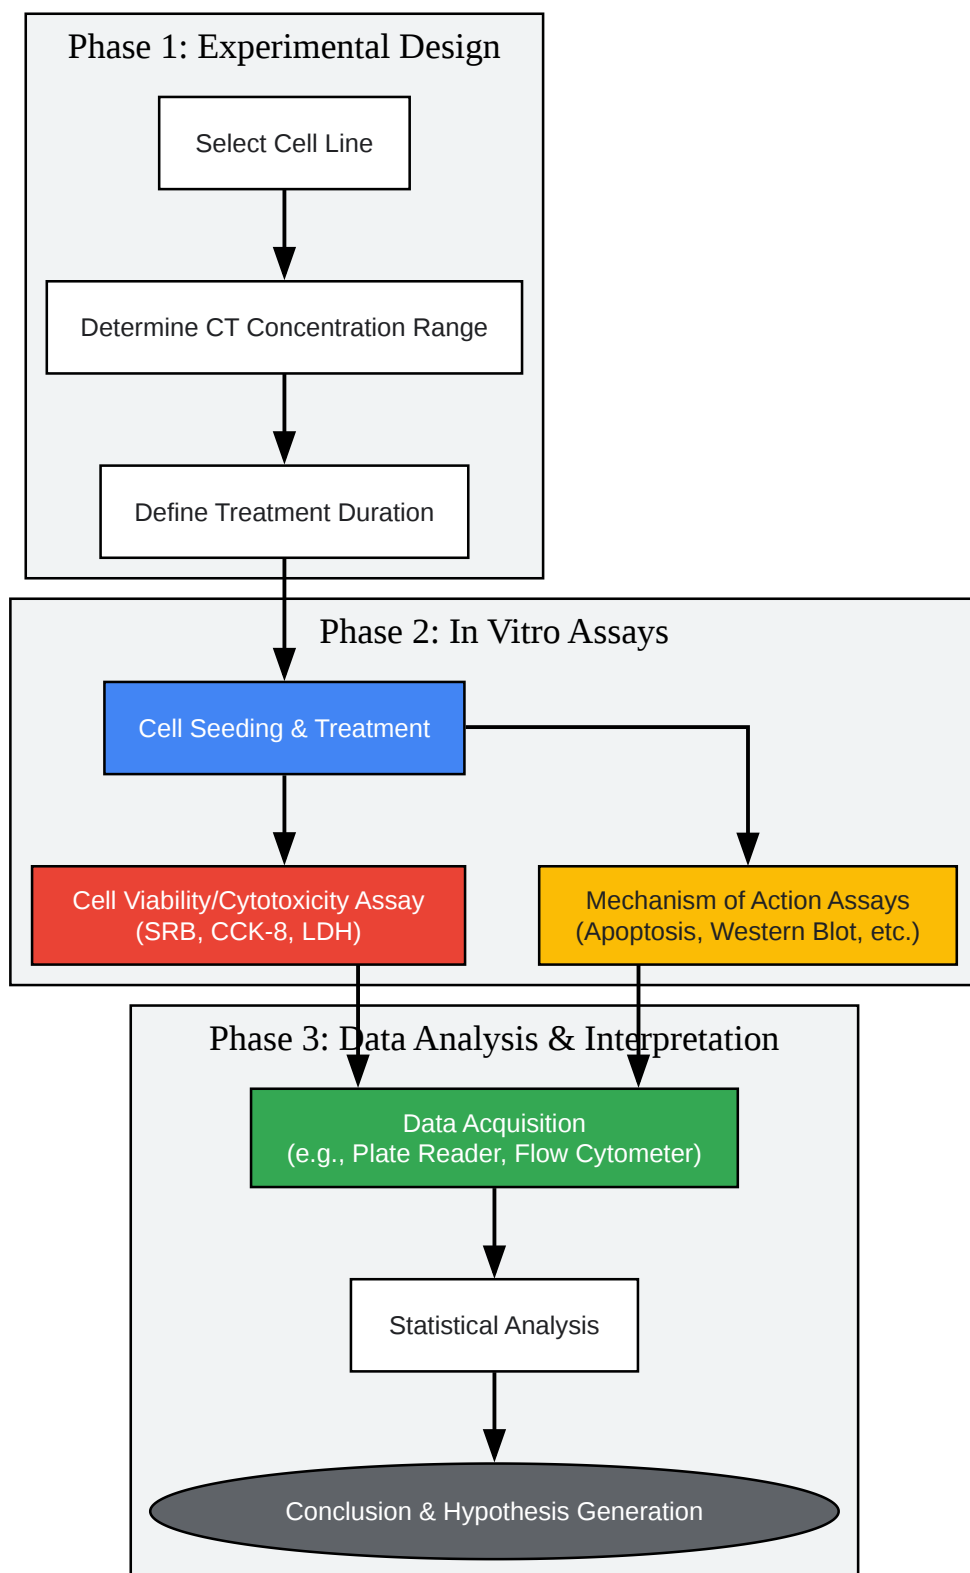 Phase 1: Experimental Design
Select Cell Line
Determine CT Concentration Range
Define Treatment Duration
Phase 2: In Vitro Assays
Cell Seeding & Treatment
Cell Viability/Cytotoxicity Assay
(SRB, CCK-8, LDH)
Mechanism of Action Assays
(Apoptosis, Western Blot, etc.)
Phase 3: Data Analysis & Interpretation
Data Acquisition
(e.g., Plate Reader, Flow Cytometer)
Statistical Analysis
Conclusion & Hypothesis Generation